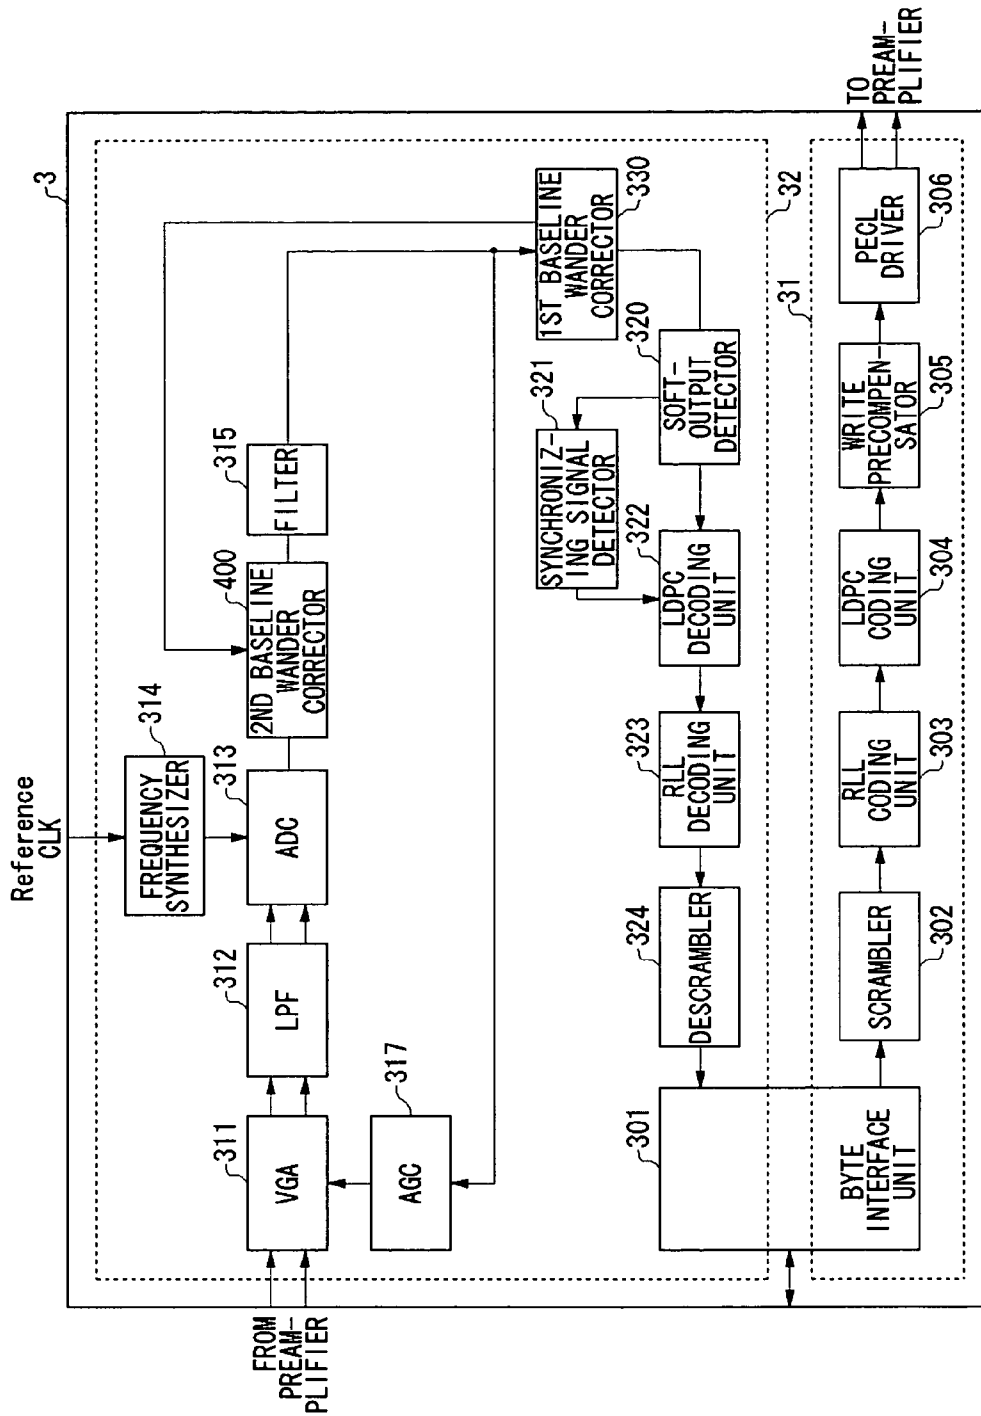 3
Reference
CLK
FREQUENCY
SYNTHESIZER
314
FROM
PREAM-
PLIFIER
VGA
311
LPF
312
ADC
313
2ND BASELINE
WANDER
CORRECTOR
400
FILTER
315
AGC
317
1ST BASELINE
WANDER
CORRECTOR
330
SOFT-
OUTPUT
DETECTOR
320
SYNCHRONIZ-
ING SIGNAL
DETECTOR
321
LDPC
DECODING
UNIT
322
RLL
DECODING
UNIT
323
DESCRAMBLER
324
32
BYTE
INTERFACE
UNIT
301
SCRAMBLER
302
RLL
CODING
UNIT
303
LDPC
CODING
UNIT
304
WRITE
PRECOMPEN-
SATOR
305
PECL
DRIVER
306
31
TO
PREAM-
PLIFIER